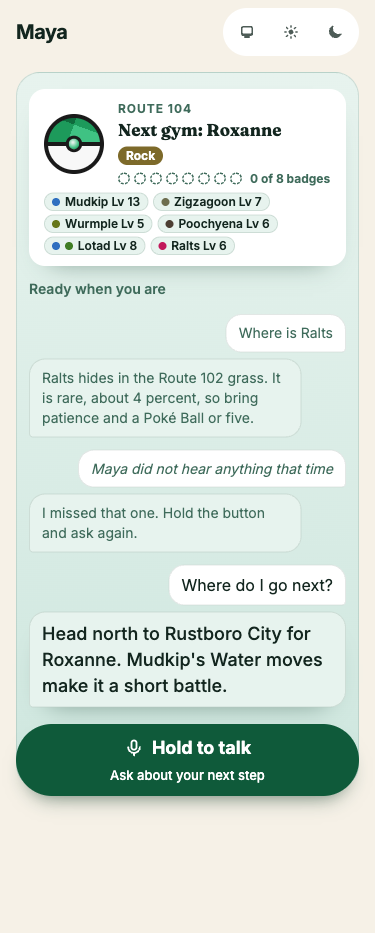 Maya
ROUTE 104
Next gym: Roxanne
Rock
0 of 8 badges
Mudkip Lv 13
Zigzagoon Lv 7
Wurmple Lv 5
Poochyena Lv 6
Lotad Lv 8
Ralts Lv 6
Ready when you are
Where is Ralts
Ralts hides in the Route 102 grass. It
is rare, about 4 percent, so bring
patience and a Poké Ball or five.
Maya did not hear anything that time
I missed that one. Hold the button
and ask again.
Where do I go next?
Head north to Rustboro City for
Roxanne. Mudkip's Water moves
make it a short battle.
Hold to talk
Ask about your next step